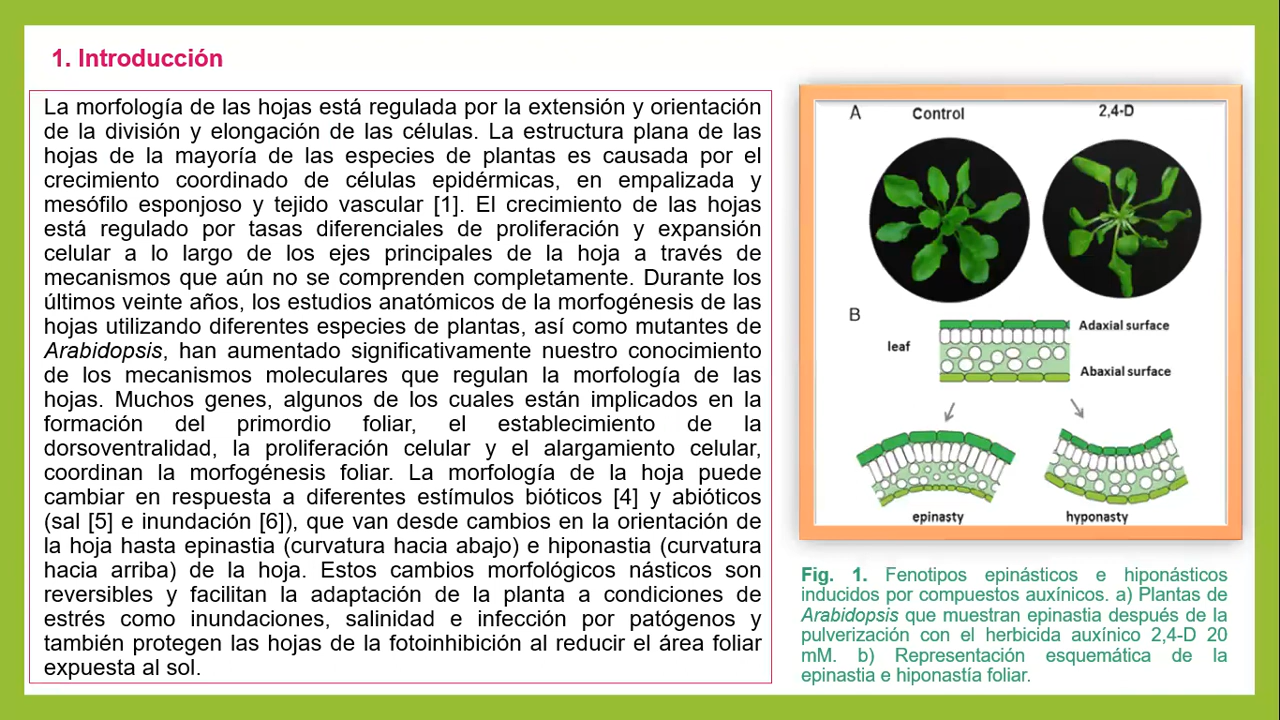 1. Introducción
La morfología de las hojas está regulada por la extensión y orientación
de la división y elongación de las células. La estructura plana de las
hojas de la mayoría de las especies de plantas es causada por el
crecimiento coordinado de células epidérmicas, en empalizada y
mesófilo esponjoso y tejido vascular [1]. El crecimiento de las hojas
está regulado por tasas diferenciales de proliferación y expansión
celular a lo largo de los ejes principales de la hoja a través de
mecanismos que aún no se comprenden completamente. Durante los
últimos veinte años, los estudios anatómicos de la morfogénesis de las
hojas utilizando diferentes especies de plantas, así como mutantes de
Arabidopsis, han aumentado significativamente nuestro conocimiento
de los mecanismos moleculares que regulan la morfología de las
hojas. Muchos genes, algunos de los cuales están implicados en la
formación del primordio foliar, el establecimiento de la
dorsoventralidad, la proliferación celular y el alargamiento celular,
coordinan la morfogénesis foliar. La morfología de la hoja puede
cambiar en respuesta a diferentes estímulos bióticos [4] y abióticos
(sal [5] e inundación [6]), que van desde cambios en la orientación de
la hoja hasta epinastia (curvatura hacia abajo) e hiponastia (curvatura
hacia arriba) de la hoja. Estos cambios morfológicos násticos son
reversibles y facilitan la adaptación de la planta a condiciones de
estrés como inundaciones, salinidad e infección por patógenos y
también protegen las hojas de la fotoinhibición al reducir el área foliar
expuesta al sol.
A
Control
2,4-D
B
leaf
Adaxial surface
Abaxial surface
epinasty
hyponasty
Fig. 1. Fenotipos epinásticos e hiponásticos
inducidos por compuestos auxínicos. a) Plantas de
Arabidopsis que muestran epinastia después de la
pulverización con el herbicida auxínico 2,4-D 20
mM. b) Representación esquemática de la
epinastia e hiponastía foliar.